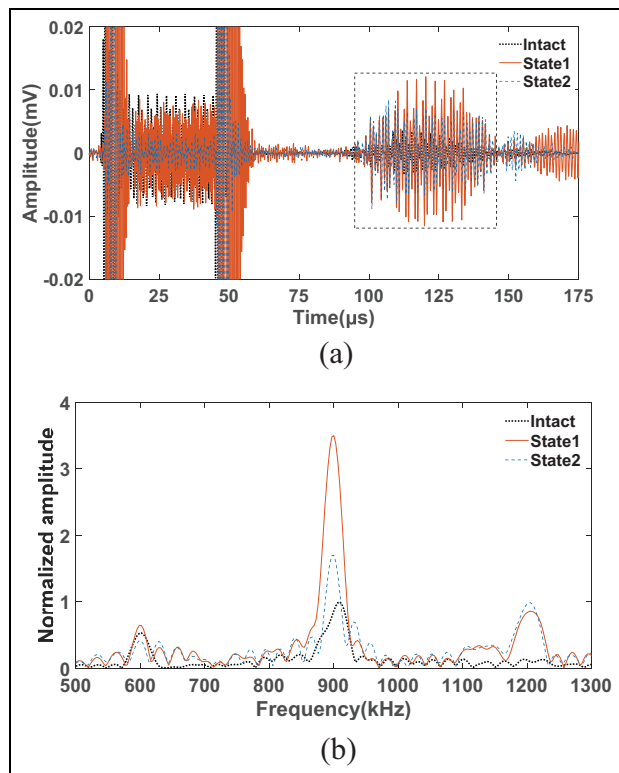 0.02
0.01
0
-0.01
-0.02
Amplitude(mV)
Intact
State1
State2
0 25 50 75 100 125 150 175
Time(μs)
(a)
4
3
2
1
0
Normalized amplitude
Intact
State1
State2
500 600 700 800 900 1000 1100 1200 1300
Frequency(kHz)
(b)